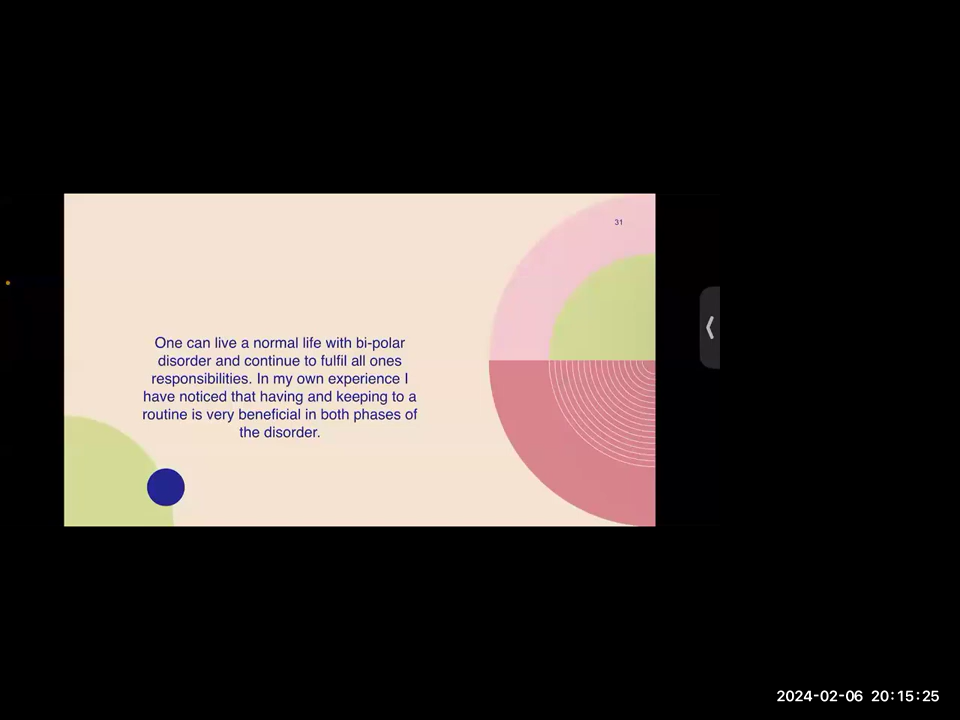 31
One can live a normal life with bi-polar
disorder and continue to fulfil all ones
responsibilities. In my own experience I
have noticed that having and keeping to a
routine is very beneficial in both phases of
the disorder.
2024-02-06 20:15:25